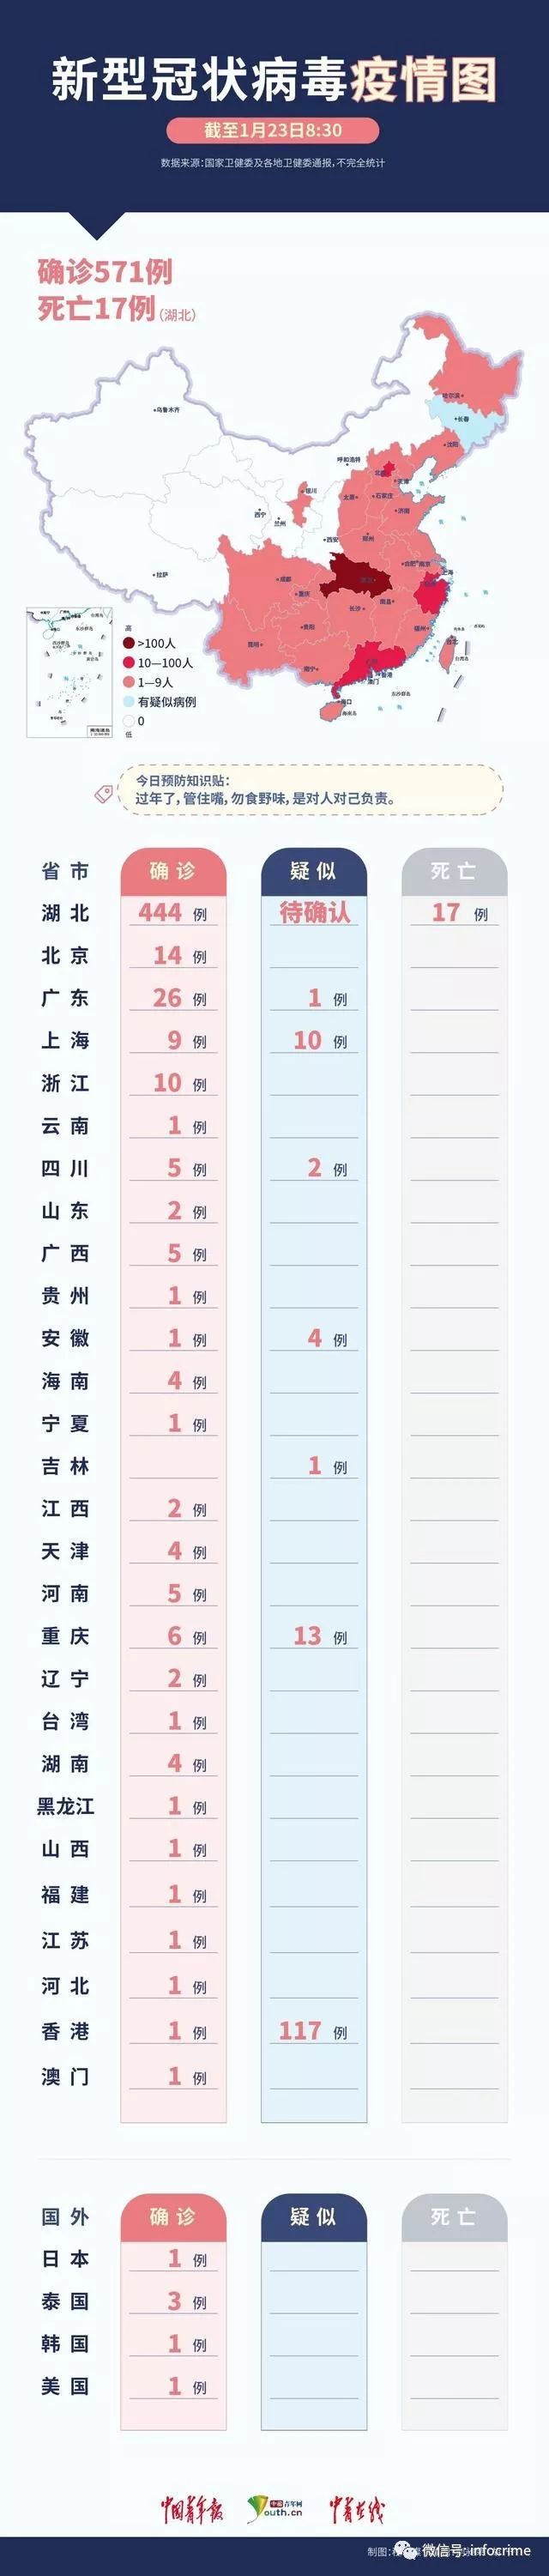 新型冠状病毒疫情图
截至1月23日8:30
数据来源:国家卫健委及各地卫健委通报,不完全统计
确诊571例
死亡17例(湖北)
哈尔滨
长春
乌鲁木齐
沈阳
呼和浩特
北京
天津
银川
太原
石家庄
济南
西宁
兰州
西安
郑州
合肥
南京
上海
拉萨
成都
重庆
南昌
长沙
贵阳
福州
昆明
台北
台湾岛
南宁
香港
澳门
东沙群岛
海口
海南岛
南海诸岛
高
>100人
10—100人
1—9人
有疑似病例
0
低
今日预防知识贴:
过年了,管住嘴,勿食野味,是对人对己负责。
省市 确诊 疑似 死亡
湖北 444 例 待确认 17 例
北京 14 例
广东 26 例 1 例
上海 9 例 10 例
浙江 10 例
云南 1 例
四川 5 例 2 例
山东 2 例
广西 5 例
贵州 1 例
安徽 1 例 4 例
海南 4 例
宁夏 1 例
吉林 1 例
江西 2 例
天津 4 例
河南 5 例
重庆 6 例 13 例
辽宁 2 例
台湾 1 例
湖南 4 例
黑龙江 1 例
山西 1 例
福建 1 例
江苏 1 例
河北 1 例
香港 1 例 117 例
澳门 1 例
国外 确诊 疑似 死亡
日本 1 例
泰国 3 例
韩国 1 例
美国 1 例
中国青年报
中国青年网
Youth.cn
中青在线
制图:
微信号: infocrime